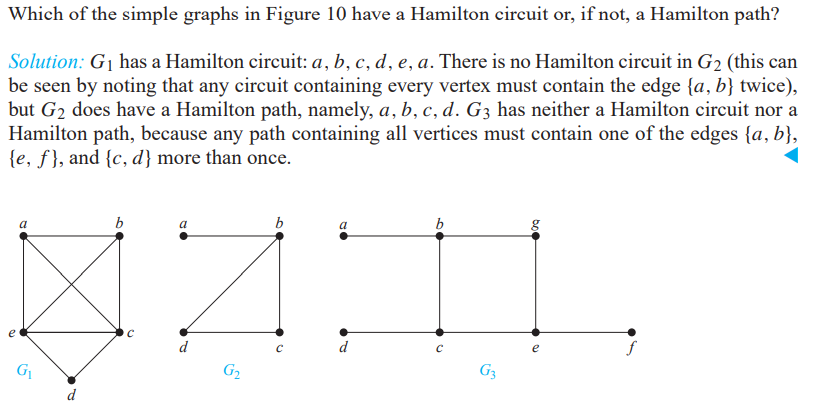 Which of the simple graphs in Figure 10 have a Hamilton circuit or, if not, a Hamilton path?
Solution: G₁ has a Hamilton circuit: a, b, c, d, e, a. There is no Hamilton circuit in G₂ (this can
be seen by noting that any circuit containing every vertex must contain the edge {a, b} twice),
but G₂ does have a Hamilton path, namely, a, b, c, d. G₃ has neither a Hamilton circuit nor a
Hamilton path, because any path containing all vertices must contain one of the edges {a, b},
{e, f}, and {c, d} more than once.
a b a b a b g
e c d c d c e f
G₁ G₂ G₃
d